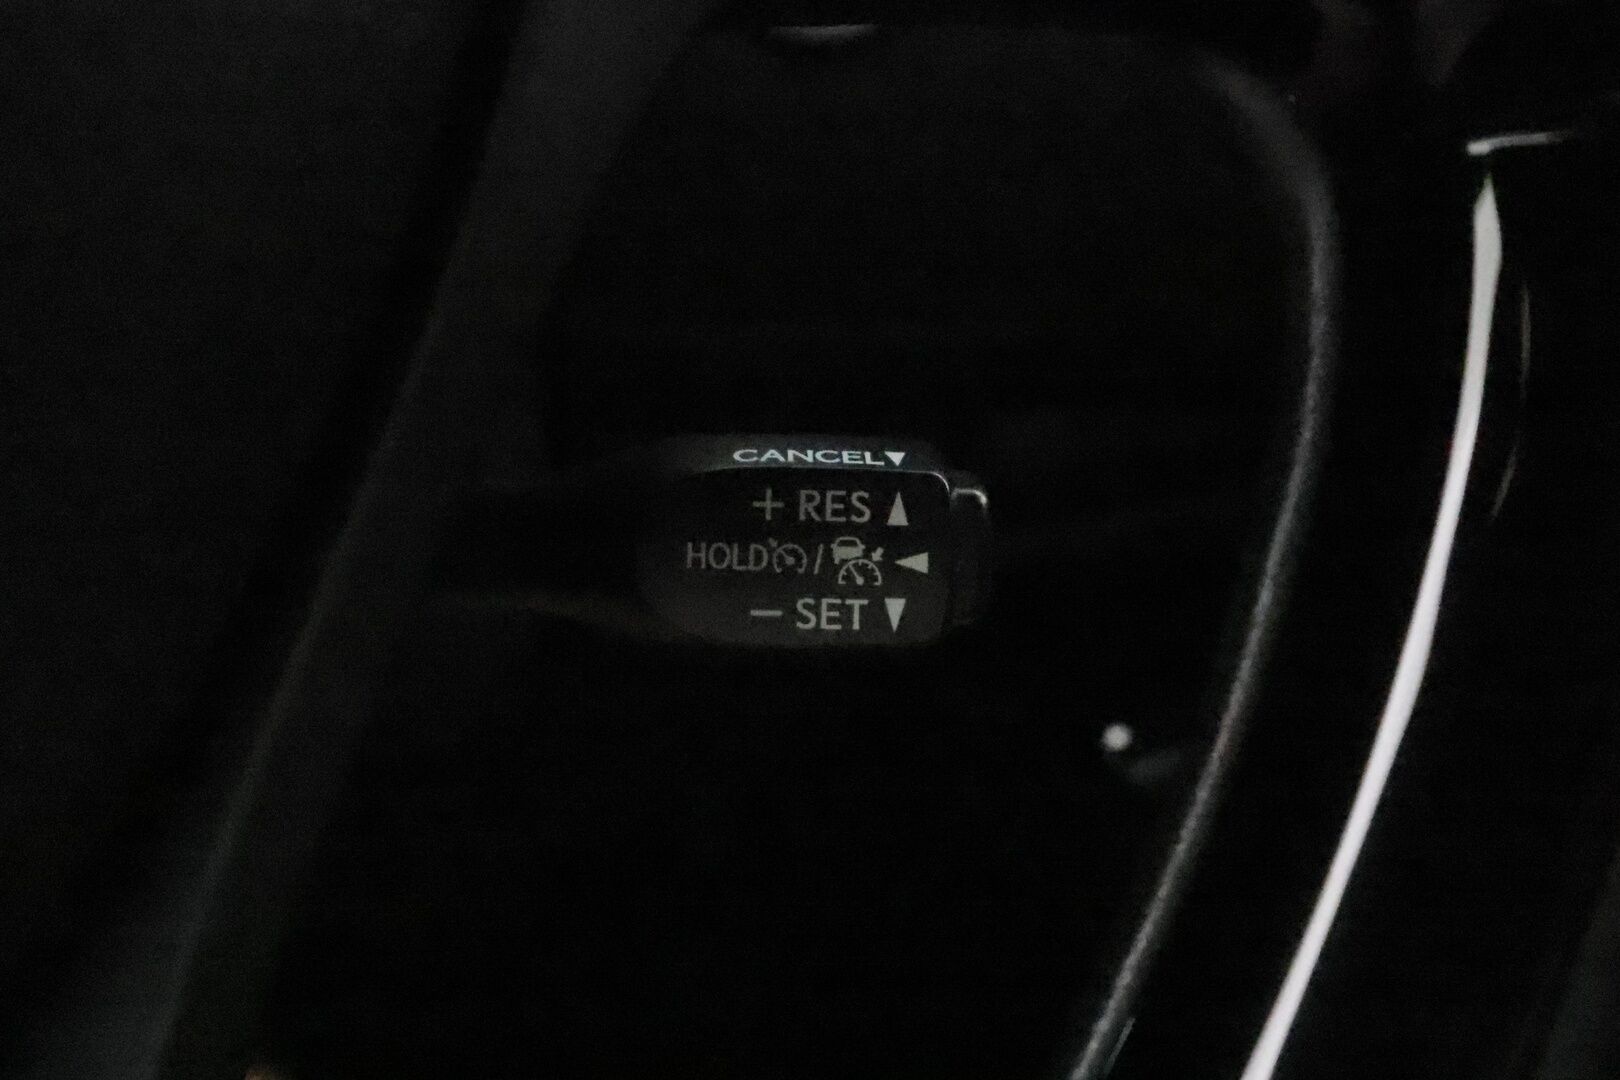 CANCEL▼
+ RES ▲
HOLD / ◀
− SET ▼